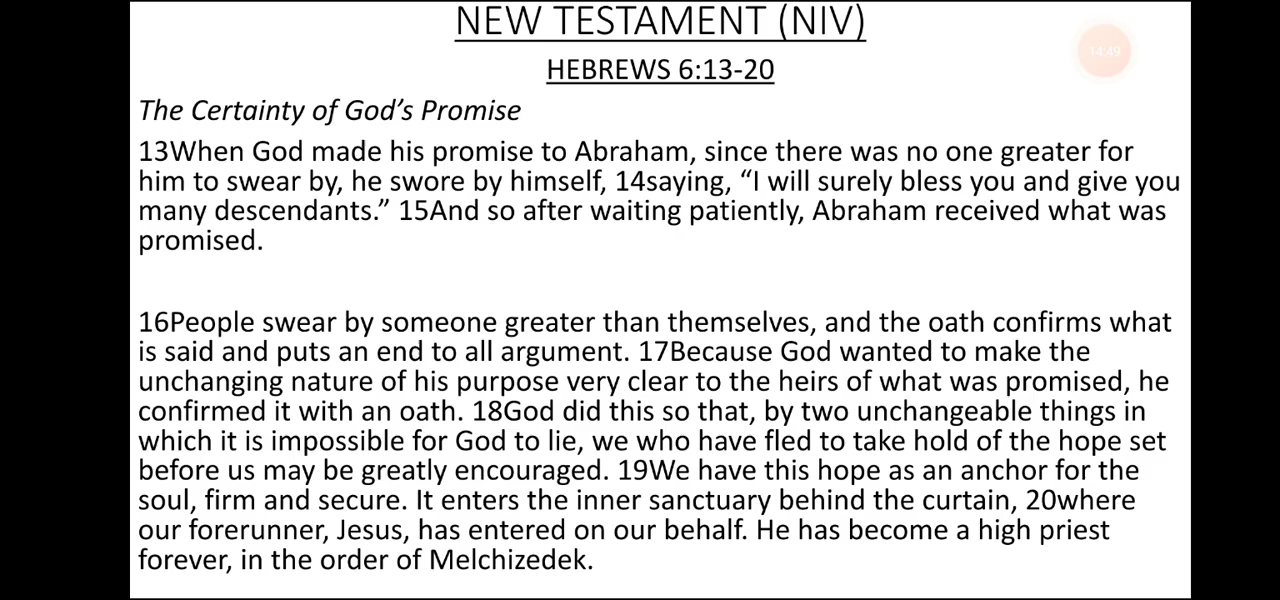 NEW TESTAMENT (NIV)
14:49
HEBREWS 6:13-20
The Certainty of God’s Promise
13When God made his promise to Abraham, since there was no one greater for
him to swear by, he swore by himself, 14saying, “I will surely bless you and give you
many descendants.” 15And so after waiting patiently, Abraham received what was
promised.
16People swear by someone greater than themselves, and the oath confirms what
is said and puts an end to all argument. 17Because God wanted to make the
unchanging nature of his purpose very clear to the heirs of what was promised, he
confirmed it with an oath. 18God did this so that, by two unchangeable things in
which it is impossible for God to lie, we who have fled to take hold of the hope set
before us may be greatly encouraged. 19We have this hope as an anchor for the
soul, firm and secure. It enters the inner sanctuary behind the curtain, 20where
our forerunner, Jesus, has entered on our behalf. He has become a high priest
forever, in the order of Melchizedek.